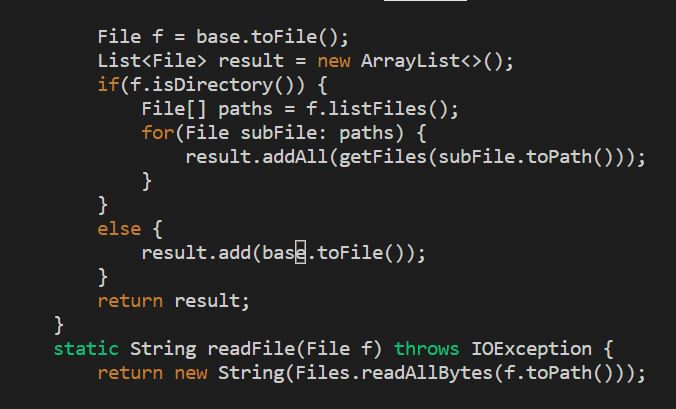 File f = base.toFile();
List<File> result = new ArrayList<>();
if(f.isDirectory()) {
File[] paths = f.listFiles();
for(File subFile: paths) {
result.addAll(getFiles(subFile.toPath()));
}
}
else {
result.add(base.toFile());
}
return result;
}
static String readFile(File f) throws IOException {
return new String(Files.readAllBytes(f.toPath()));